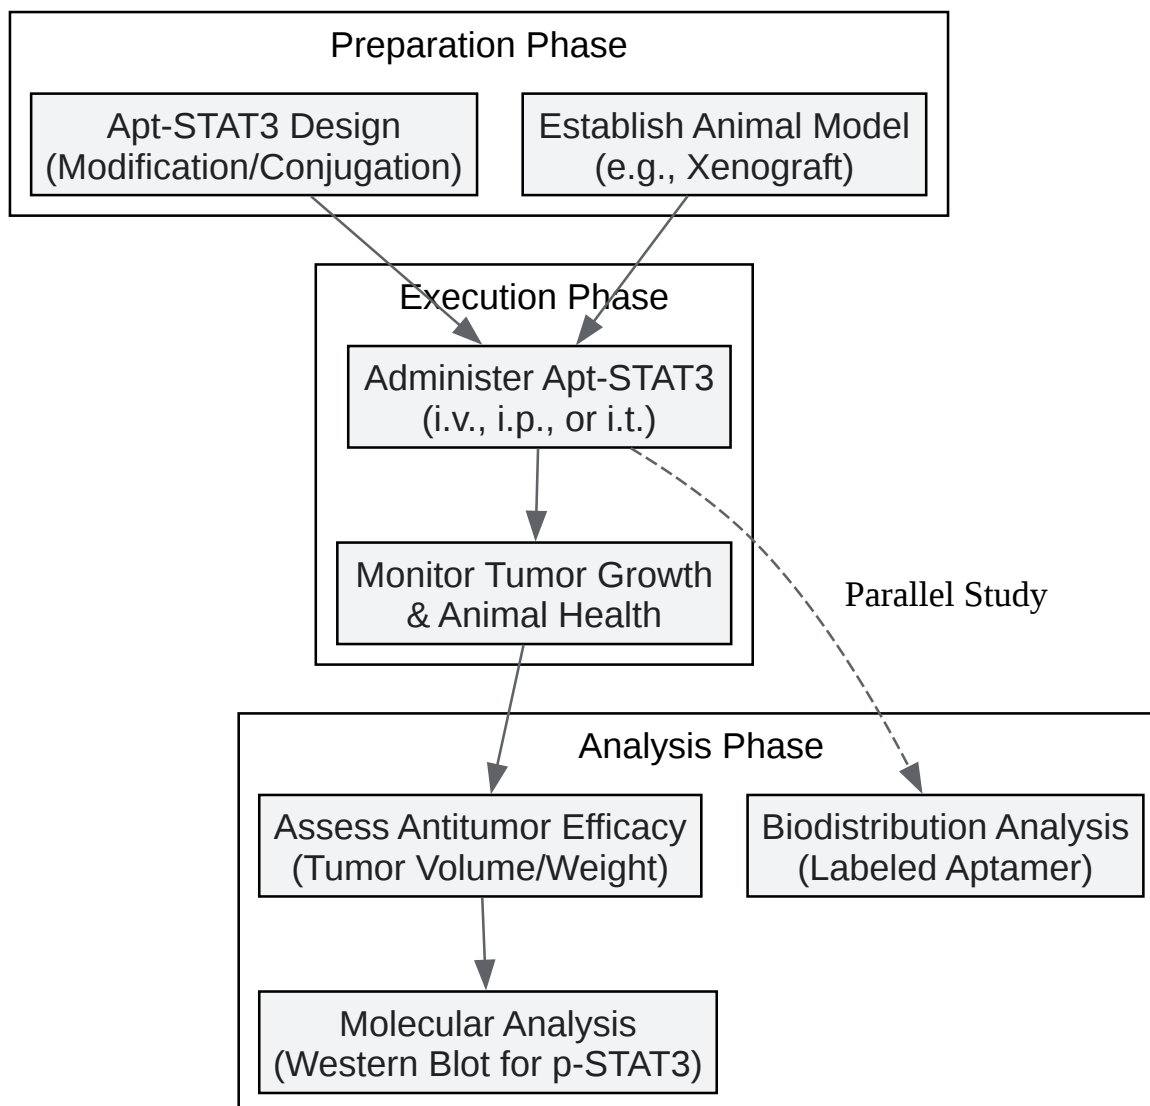 Preparation Phase
Apt-STAT3 Design
(Modification/Conjugation)
Establish Animal Model
(e.g., Xenograft)
Execution Phase
Administer Apt-STAT3
(i.v., i.p., or i.t.)
Monitor Tumor Growth
& Animal Health
Parallel Study
Analysis Phase
Assess Antitumor Efficacy
(Tumor Volume/Weight)
Biodistribution Analysis
(Labeled Aptamer)
Molecular Analysis
(Western Blot for p-STAT3)